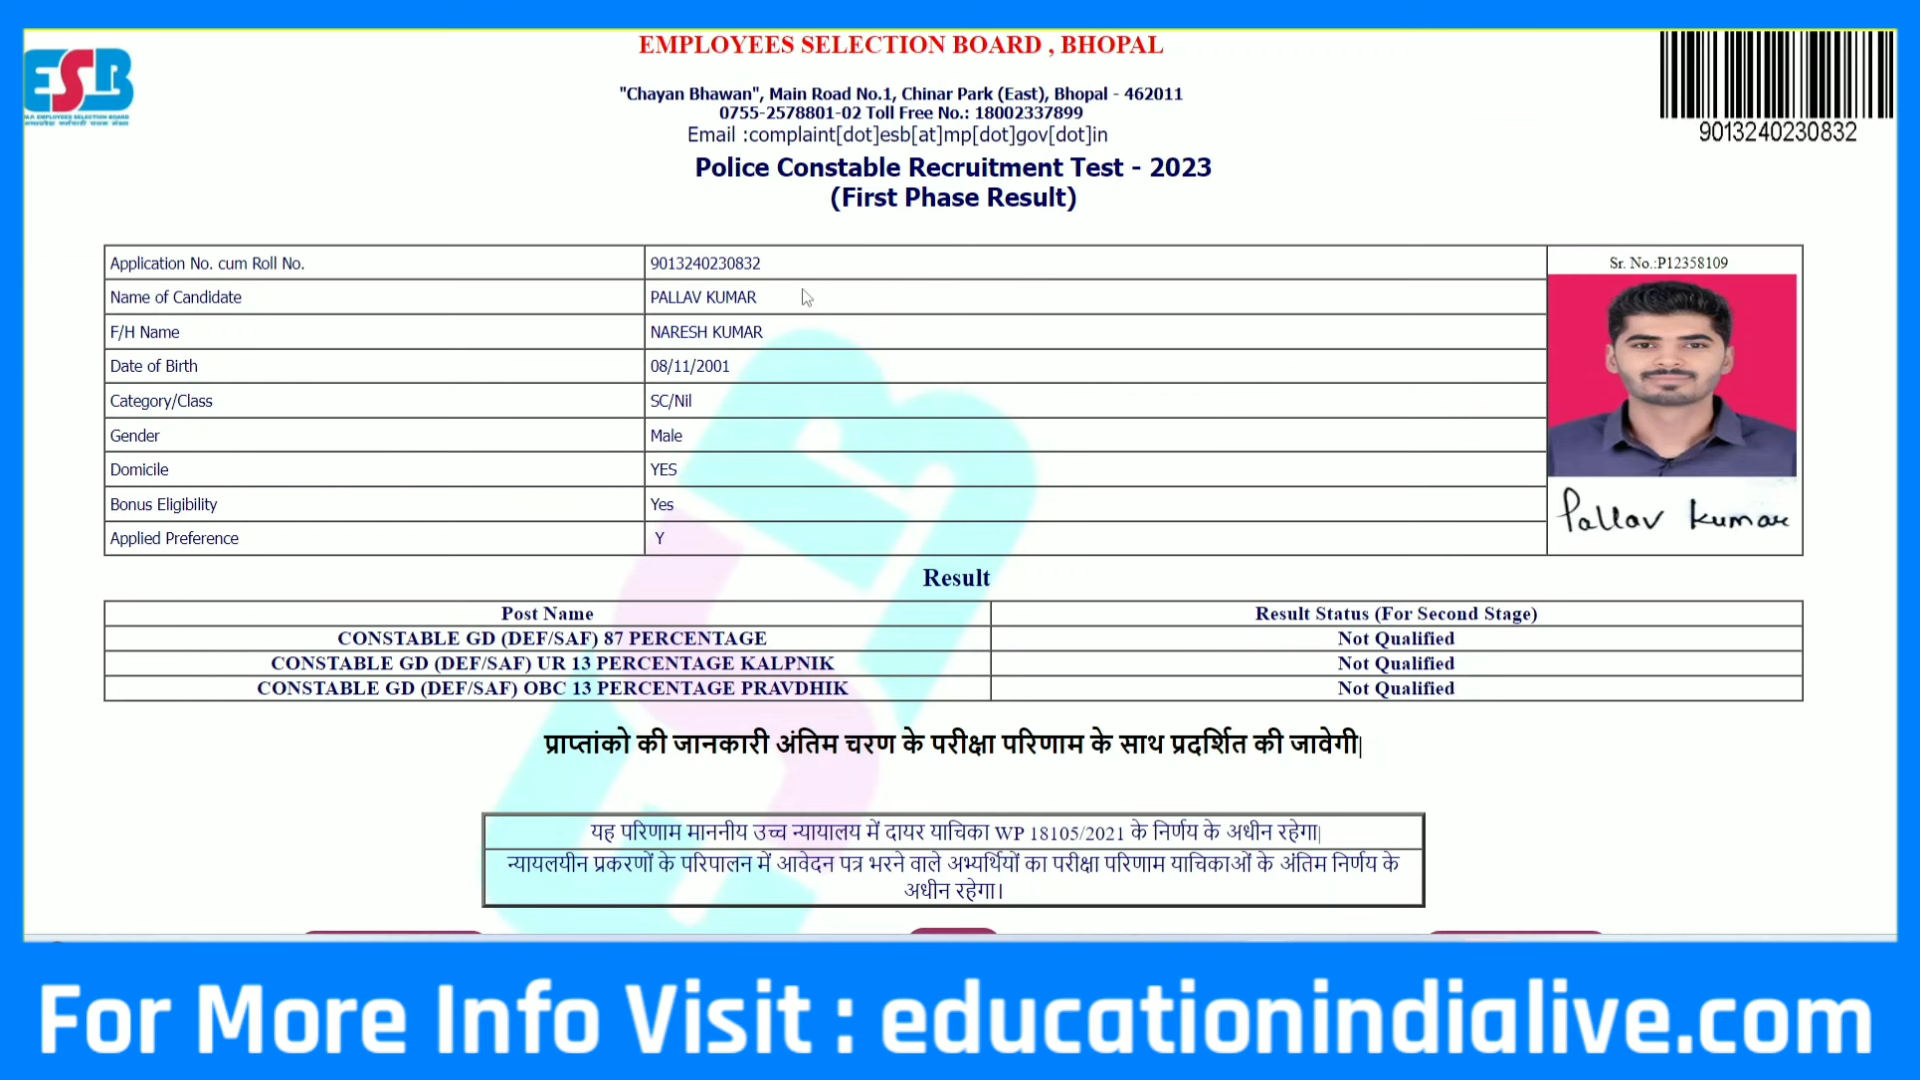 EMPLOYEES SELECTION BOARD , BHOPAL
ESB
M.P. EMPLOYEES SELECTION BOARD
"Chayan Bhawan", Main Road No.1, Chinar Park (East), Bhopal - 462011
0755-2578801-02 Toll Free No.: 18002337899
Email :complaint[dot]esb[at]mp[dot]gov[dot]in
9013240230832
Police Constable Recruitment Test - 2023
(First Phase Result)
Application No. cum Roll No. 9013240230832
Sr. No.:P12358109
Name of Candidate PALLAV KUMAR
F/H Name NARESH KUMAR
Date of Birth 08/11/2001
Category/Class SC/Nil
Gender Male
Domicile YES
Bonus Eligibility Yes
Pallav kumar
Applied Preference Y
Result
Post Name Result Status (For Second Stage)
CONSTABLE GD (DEF/SAF) 87 PERCENTAGE Not Qualified
CONSTABLE GD (DEF/SAF) UR 13 PERCENTAGE KALPNIK Not Qualified
CONSTABLE GD (DEF/SAF) OBC 13 PERCENTAGE PRAVDHIK Not Qualified
प्राप्तांको की जानकारी अंतिम चरण के परीक्षा परिणाम के साथ प्रदर्शित की जावेगी|
यह परिणाम माननीय उच्च न्यायालय में दायर याचिका WP 18105/2021 के निर्णय के अधीन रहेगा|
न्यायलयीन प्रकरणों के परिपालन में आवेदन पत्र भरने वाले अभ्यर्थियों का परीक्षा परिणाम याचिकाओं के अंतिम निर्णय के
अधीन रहेगा।
For More Info Visit : educationindialive.com